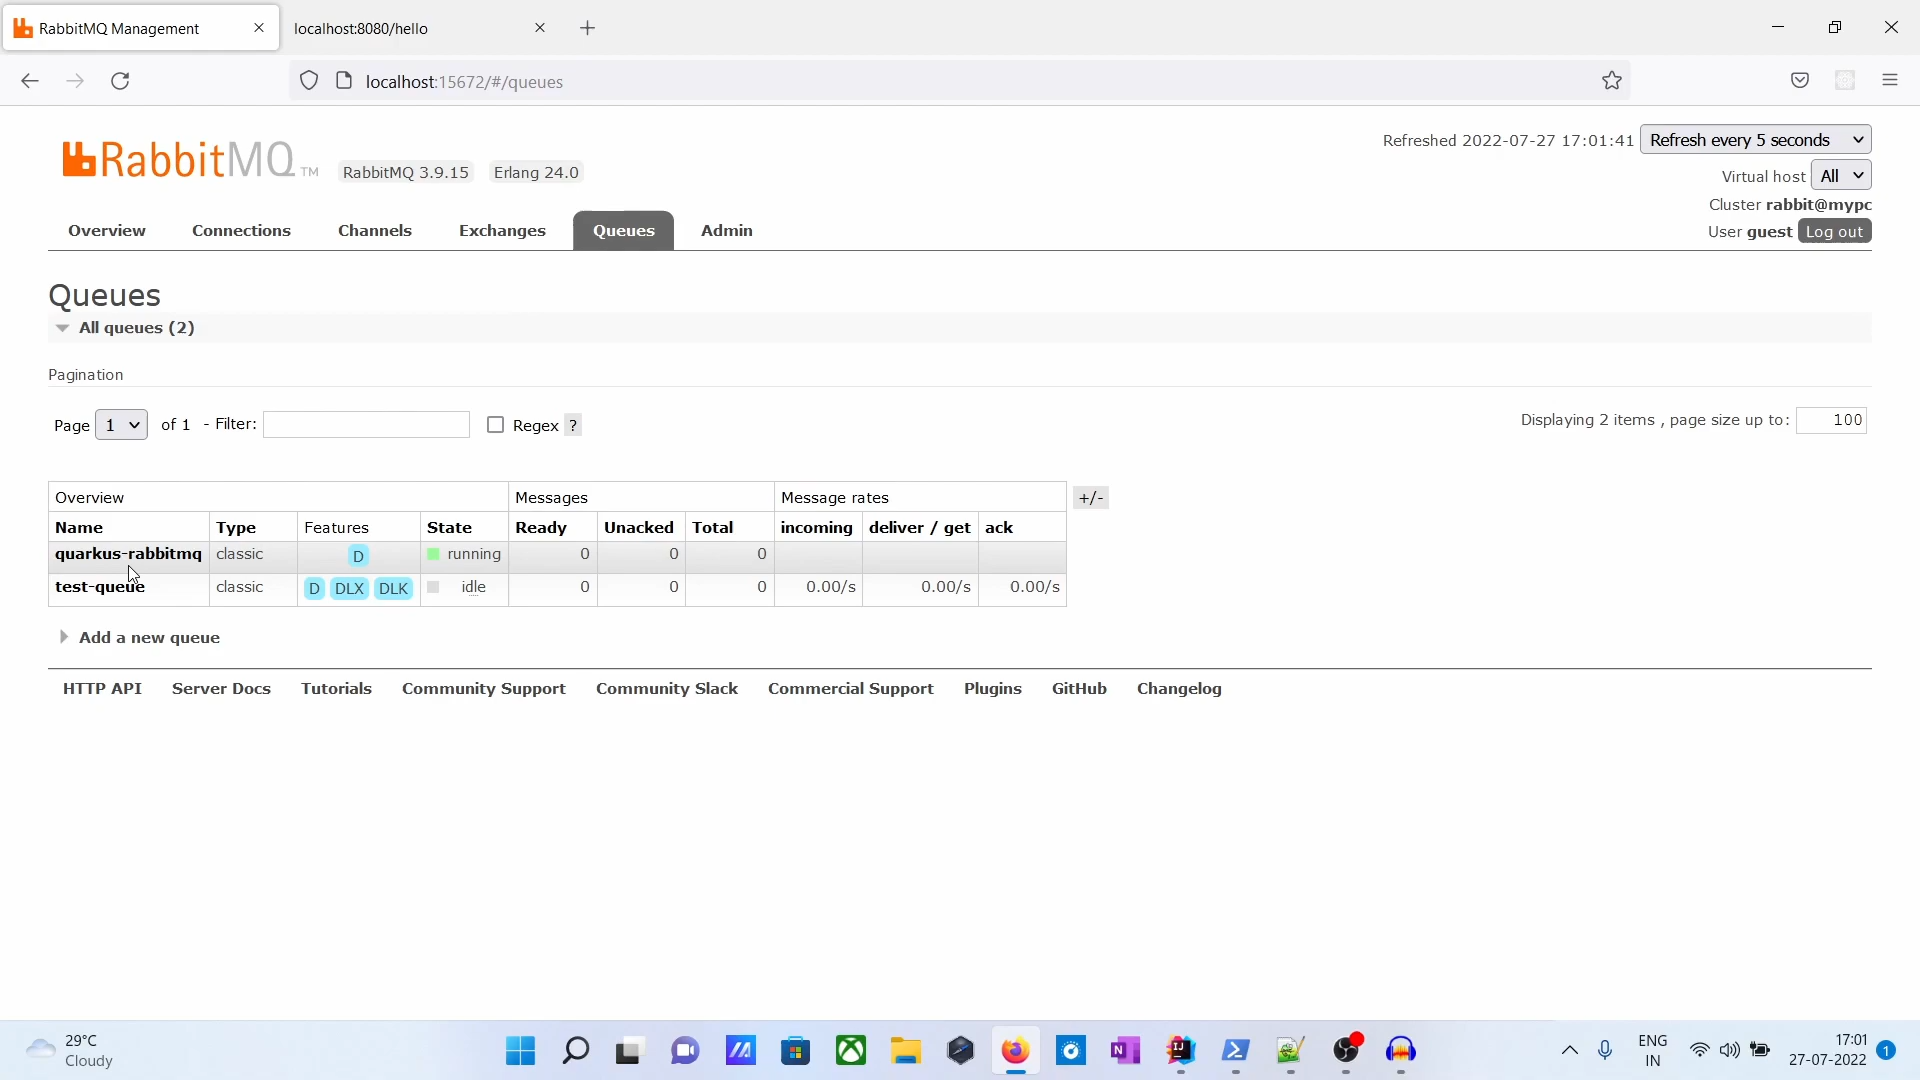 RabbitMQ Management
localhost:8080/hello
localhost:15672/#/queues
RabbitMQ TM
RabbitMQ 3.9.15 Erlang 24.0
Refreshed 2022-07-27 17:01:41 Refresh every 5 seconds
Virtual host All
Cluster rabbit@mypc
User guest Log out
Overview Connections Channels Exchanges Queues Admin
Queues
All queues (2)
Pagination
Page 1 of 1 - Filter: Regex ?
Displaying 2 items , page size up to: 100
Overview Messages Message rates +/-
Name Type Features State Ready Unacked Total incoming deliver / get ack
quarkus-rabbitmq classic D running 0 0 0
test-queue classic D DLX DLK idle 0 0 0 0.00/s 0.00/s 0.00/s
Add a new queue
HTTP API Server Docs Tutorials Community Support Community Slack Commercial Support Plugins GitHub Changelog
29°C
Cloudy
ENG
IN
17:01
27-07-2022
1